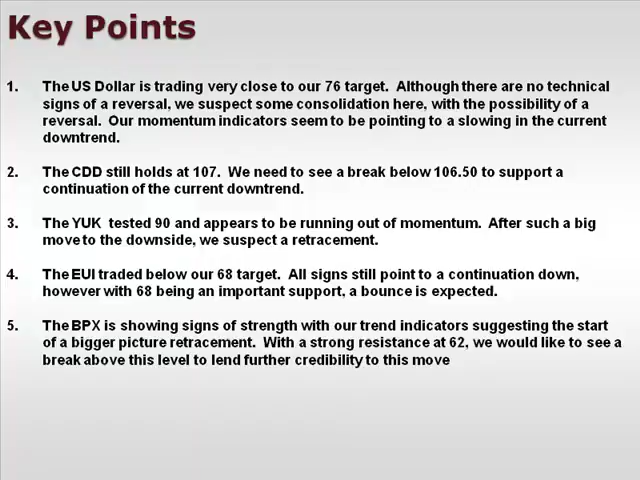 Key Points
1. The US Dollar is trading very close to our 76 target. Although there are no technical
signs of a reversal, we suspect some consolidation here, with the possibility of a
reversal. Our momentum indicators seem to be pointing to a slowing in the current
downtrend.
2. The CDD still holds at 107. We need to see a break below 106.50 to support a
continuation of the current downtrend.
3. The YUK tested 90 and appears to be running out of momentum. After such a big
move to the downside, we suspect a retracement.
4. The EUI traded below our 68 target. All signs still point to a continuation down,
however with 68 being an important support, a bounce is expected.
5. The BPX is showing signs of strength with our trend indicators suggesting the start
of a bigger picture retracement. With a strong resistance at 62, we would like to see a
break above this level to lend further credibility to this move